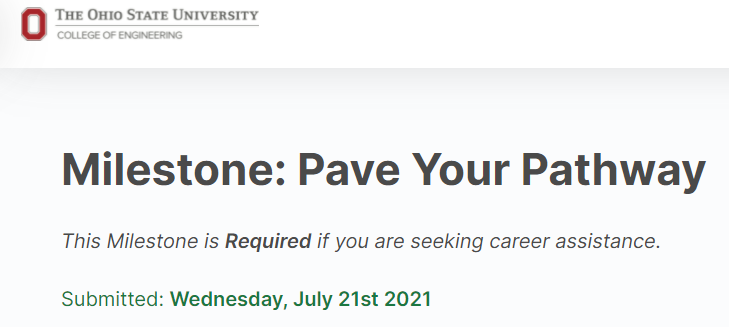 THE OHIO STATE UNIVERSITY
COLLEGE OF ENGINEERING
Milestone: Pave Your Pathway
This Milestone is Required if you are seeking career assistance.
Submitted: Wednesday, July 21st 2021